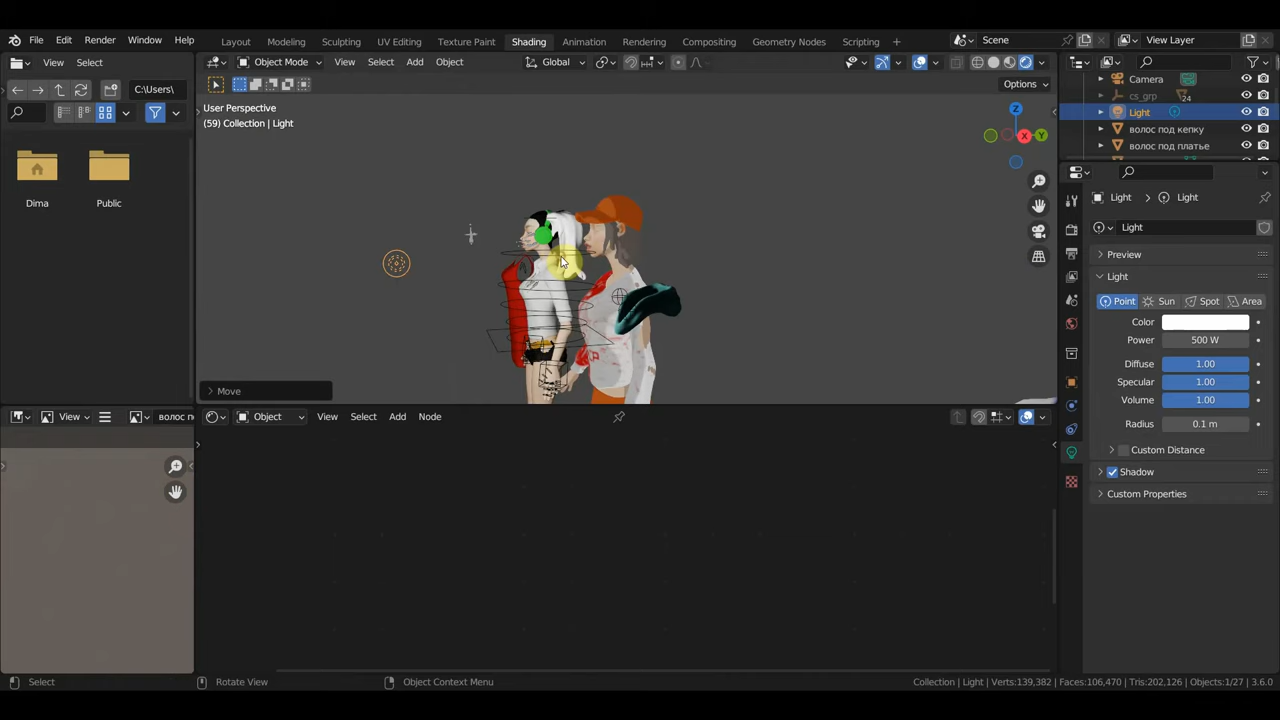 File Edit Render Window Help
Layout Modeling Sculpting UV Editing Texture Paint Shading Animation Rendering Compositing Geometry Nodes Scripting +
Scene View Layer
View Select
Object Mode View Select Add Object Global
C:\Users\
Options
User Perspective
(59) Collection | Light
Z
X
Y
Dima Public
Move
Camera
cs_grp 24
Light
волос под кепку
волос под платье
Light Light
Light
Preview
Light
Point Sun Spot Area
Color
Power 500 W
Diffuse 1.00
Specular 1.00
Volume 1.00
Radius 0.1 m
Custom Distance
Shadow
Custom Properties
View волос по
Object View Select Add Node
Select Rotate View Object Context Menu
Collection | Light | Verts:139,382 | Faces:106,470 | Tris:202,126 | Objects:1/27 | 3.6.0